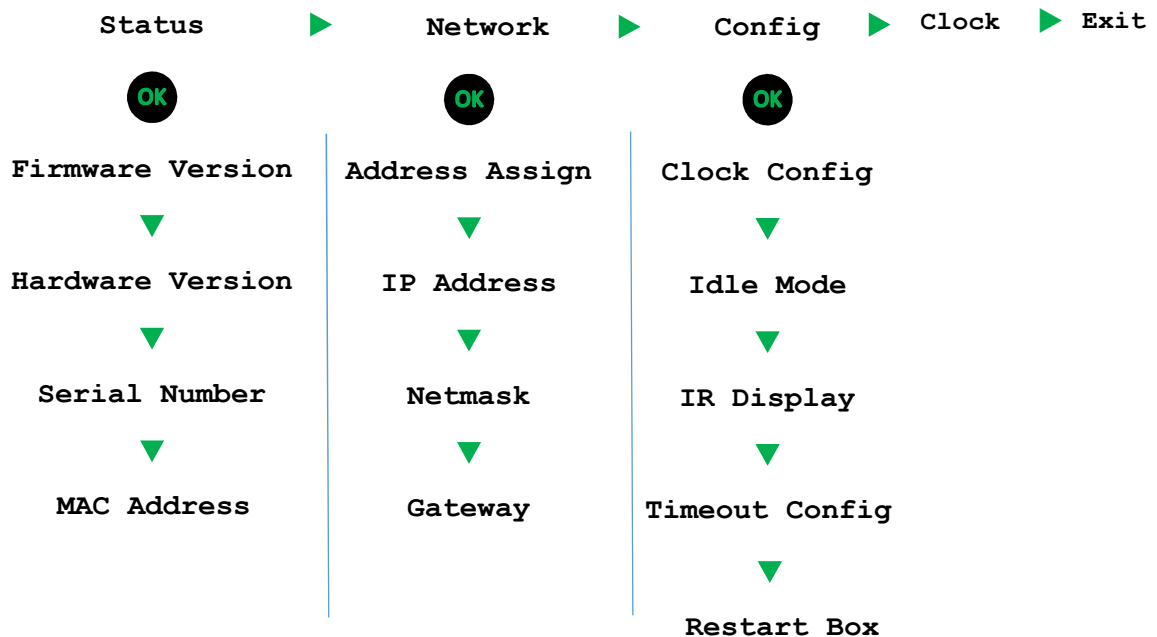 Status Network Config Clock Exit
OK OK OK
Firmware Version Address Assign Clock Config
Hardware Version IP Address Idle Mode
Serial Number Netmask IR Display
MAC Address Gateway Timeout Config
Restart Box